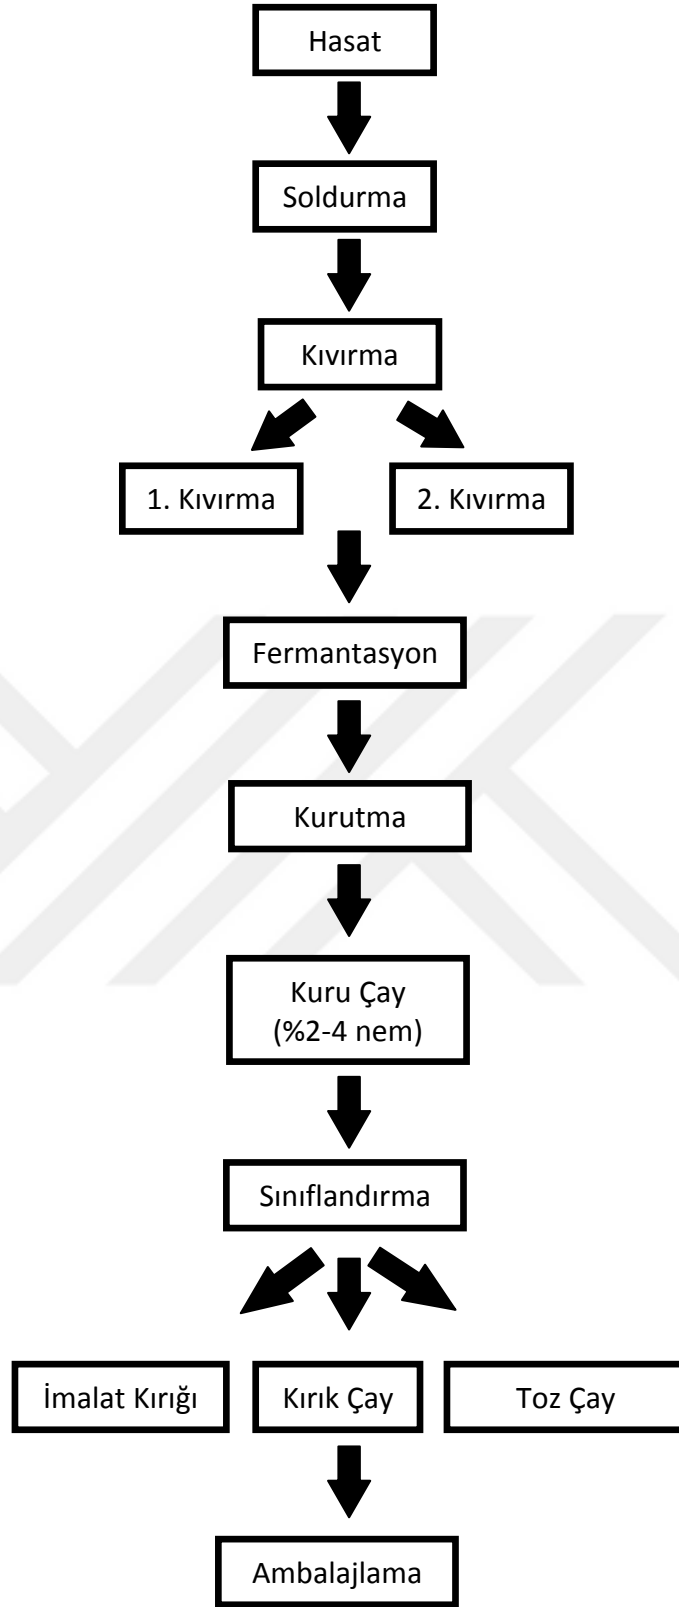 Hasat
Soldurma
Kıvırma
1. Kıvırma
2. Kıvırma
Fermantasyon
Kurutma
Kuru Çay
(%2-4 nem)
Sınıflandırma
İmalat Kırığı
Kırık Çay
Toz Çay
Ambalajlama